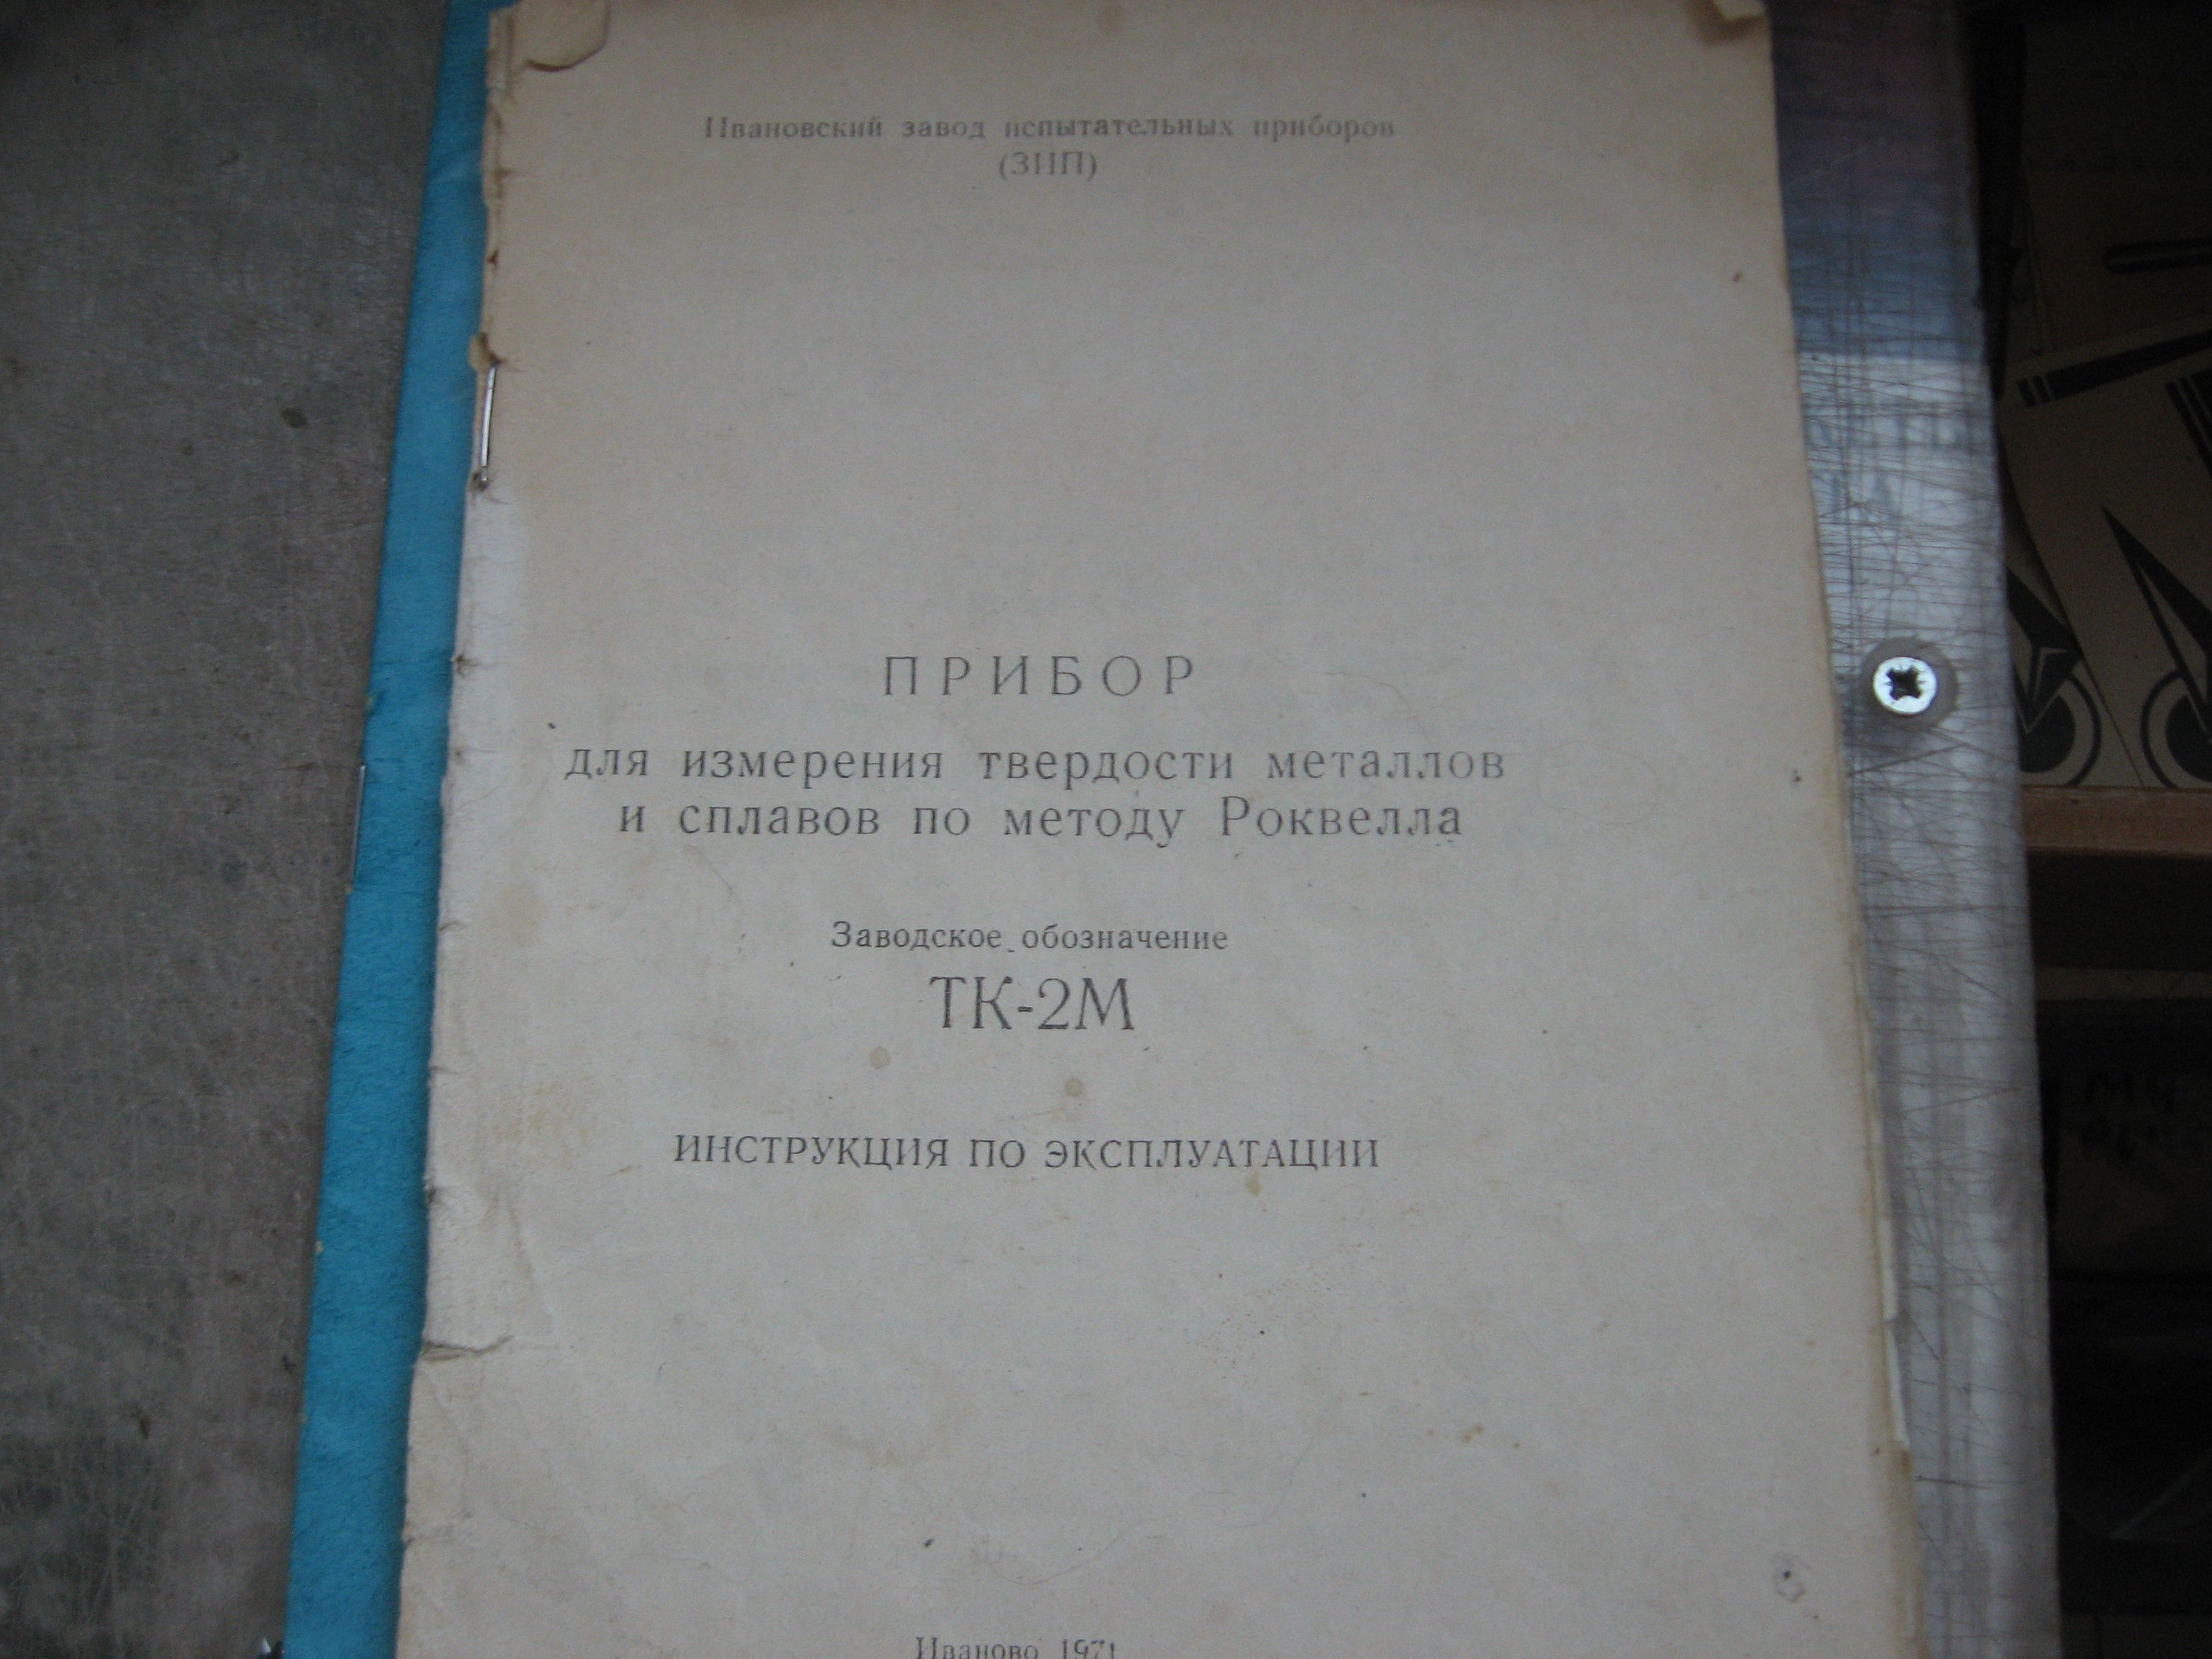 Ивановский завод испытательных приборов
(ЗИП)
ПРИБОР
для измерения твердости металлов
и сплавов по методу Роквелла
Заводское обозначение
ТК-2М
ИНСТРУКЦИЯ ПО ЭКСПЛУАТАЦИИ
Иваново 1971